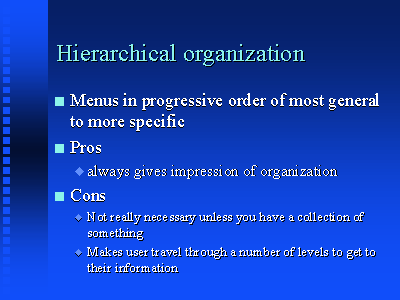 Hierarchical organization
Menus in progressive order of most general
to more specific
Pros
always gives impression of organization
Cons
Not really necessary unless you have a collection of
something
Makes user travel through a number of levels to get to
their information